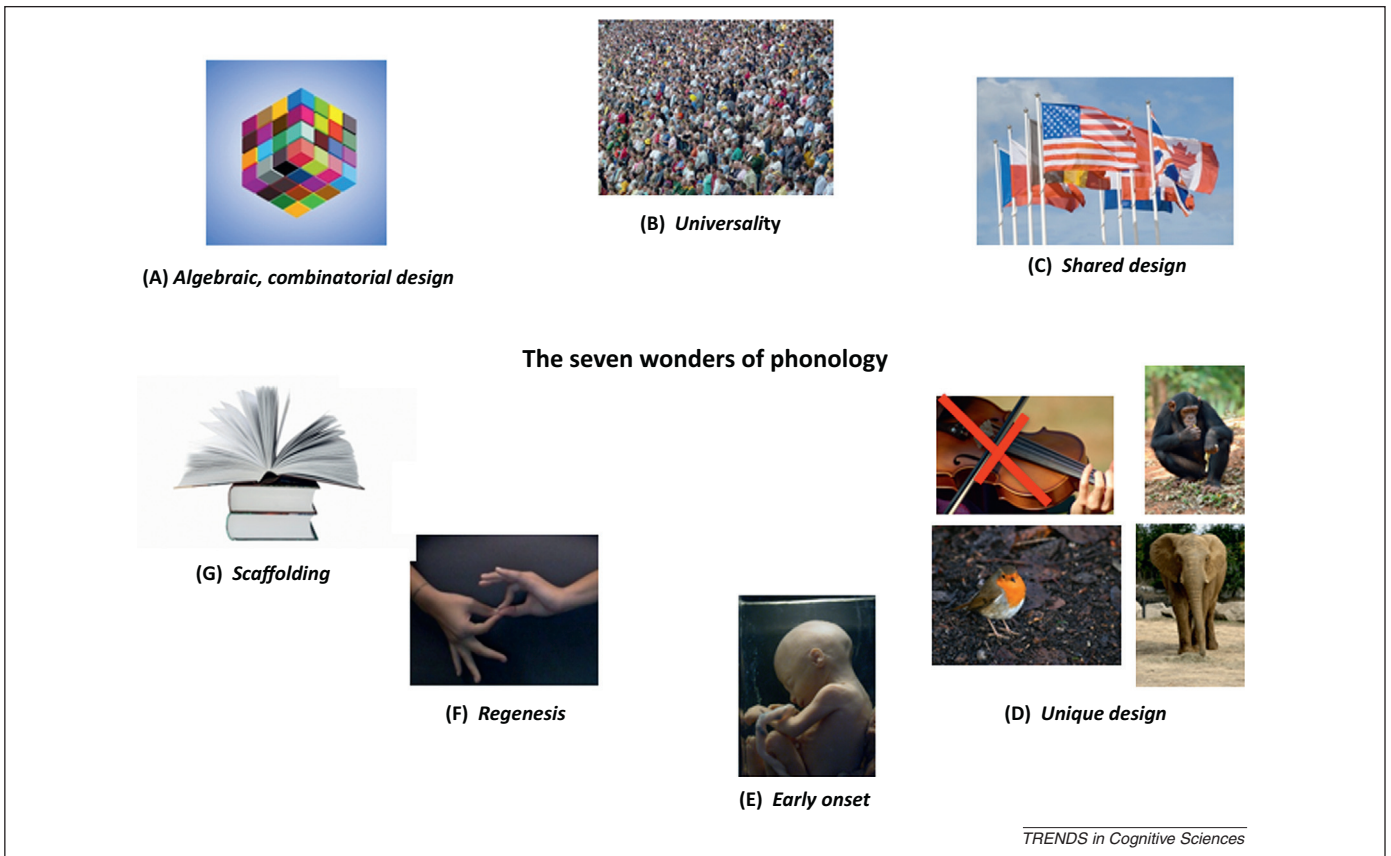 (A) Algebraic, combinatorial design
(B) Universality
(C) Shared design
The seven wonders of phonology
(G) Scaffolding
(F) Regenesis
(D) Unique design
(E) Early onset
TRENDS in Cognitive Sciences